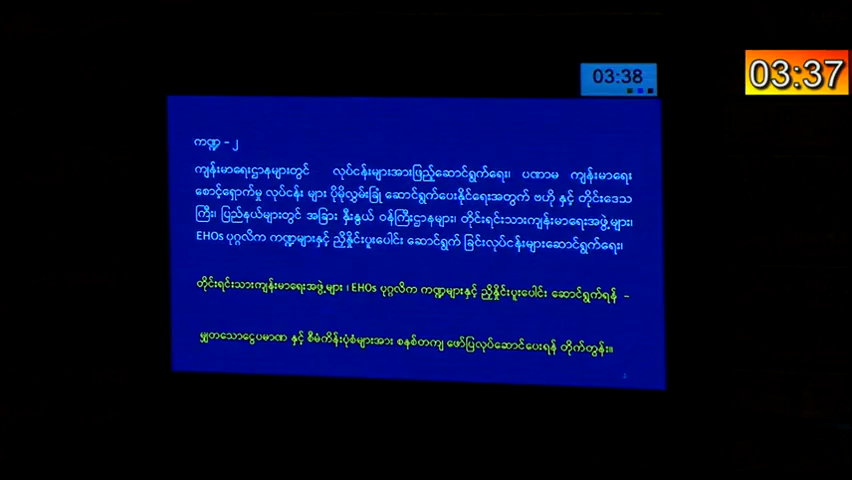 03:38
03:37
ကဏ္ဍ - ၂
ကျန်းမာရေးဌာနများတွင် လုပ်ငန်းများအားဖြည့်ဆောင်ရွက်ရေး၊ ပဏာမ ကျန်းမာရေး
စောင့်ရှောက်မှု လုပ်ငန်း များ ပိုမိုလွှမ်းခြုံ ဆောင်ရွက်ပေးနိုင်ရေးအတွက် ဗဟို နှင့် တိုင်းဒေသ
ကြီး၊ ပြည်နယ်များတွင် အခြား နှီးနွယ် ဝန်ကြီးဌာနများ၊ တိုင်းရင်းသားကျန်းမာရေးအဖွဲ့များ၊
EHOs ပုဂ္ဂလိက ကဏ္ဍများနှင့် ညှိနှိုင်းပူးပေါင်း ဆောင်ရွက် ခြင်းလုပ်ငန်းများဆောင်ရွက်ရေး၊
တိုင်းရင်းသားကျန်းမာရေးအဖွဲ့များ ၊ EHOs ပုဂ္ဂလိက ကဏ္ဍများနှင့် ညှိနှိုင်းပူးပေါင်း ဆောင်ရွက်ရန် -
မျှတသောငွေပမာဏ နှင့် စီမံကိန်းပုံစံများအား စနစ်တကျ ဖော်ပြလုပ်ဆောင်ပေးရန် တိုက်တွန်း။